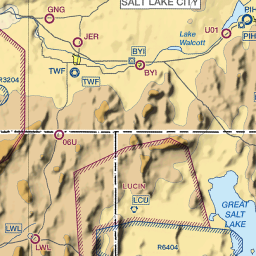 SALT LAKE CITY
GNG
U01
PIH
PIH
JER
Lake
Walcott
BYI
BYI
R3204
TWF
TWF
06U
LUCIN
LCU
GREAT
SALT
LAKE
LWL
LWL
R6404